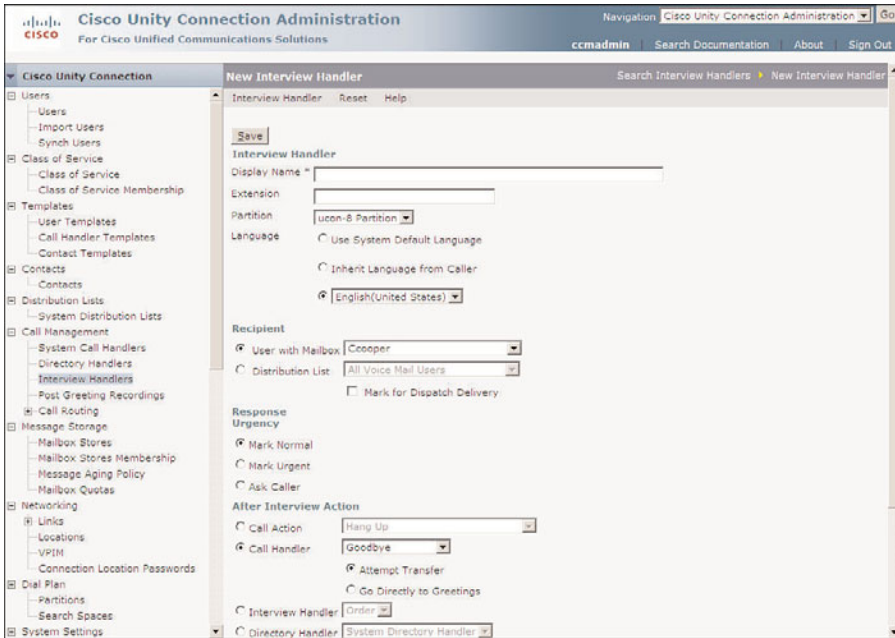 cisco
Cisco Unity Connection Administration
For Cisco Unified Communications Solutions
Navigation Cisco Unity Connection Administration Go
ccmadmin Search Documentation About Sign Out
Cisco Unity Connection
Users
Users
Import Users
Synch Users
Class of Service
Class of Service
Class of Service Membership
Templates
User Templates
Call Handler Templates
Contact Templates
Contacts
Contacts
Distribution Lists
System Distribution Lists
Call Management
System Call Handlers
Directory Handlers
Interview Handlers
Post Greeting Recordings
Call Routing
Message Storage
Mailbox Stores
Mailbox Stores Membership
Message Aging Policy
Mailbox Quotas
Networking
Links
Locations
VPIM
Connection Location Passwords
Dial Plan
Partitions
Search Spaces
System Settings
New Interview Handler
Search Interview Handlers New Interview Handler
Interview Handler Reset Help
Save
Interview Handler
Display Name *
Extension
Partition ucon-8 Partition
Language Use System Default Language
Inherit Language from Caller
English(United States)
Recipient
User with Mailbox Ccooper
Distribution List All Voice Mail Users
Mark for Dispatch Delivery
Response
Urgency
Mark Normal
Mark Urgent
Ask Caller
After Interview Action
Call Action Hang Up
Call Handler Goodbye
Attempt Transfer
Go Directly to Greetings
Interview Handler Order
Directory Handler System Directory Handler